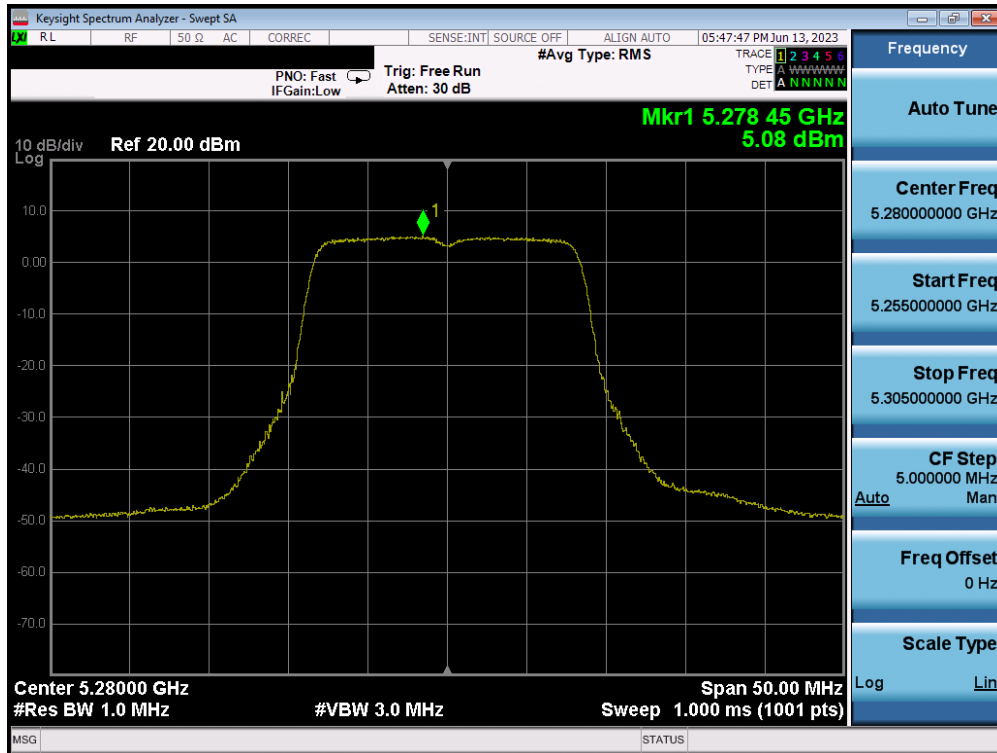 Keysight Spectrum Analyzer - Swept SA
LXI RL RF 50 Ω AC CORREC SENSE:INT SOURCE OFF ALIGN AUTO 05:47:47 PM Jun 13, 2023
#Avg Type: RMS
TRACE 1 2 3 4 5 6
PNO: Fast Trig: Free Run
TYPE A WWWWW
IFGain:Low Atten: 30 dB
DET A N N N N N
Mkr1 5.278 45 GHz
5.08 dBm
10 dB/div Ref 20.00 dBm
Log
1
10.0
0.00
-10.0
-20.0
-30.0
-40.0
-50.0
-60.0
-70.0
Center 5.28000 GHz Span 50.00 MHz
#Res BW 1.0 MHz #VBW 3.0 MHz Sweep 1.000 ms (1001 pts)
MSG STATUS
Frequency
Auto Tune
Center Freq
5.280000000 GHz
Start Freq
5.255000000 GHz
Stop Freq
5.305000000 GHz
CF Step
5.000000 MHz
Auto Man
Freq Offset
0 Hz
Scale Type
Log Lin